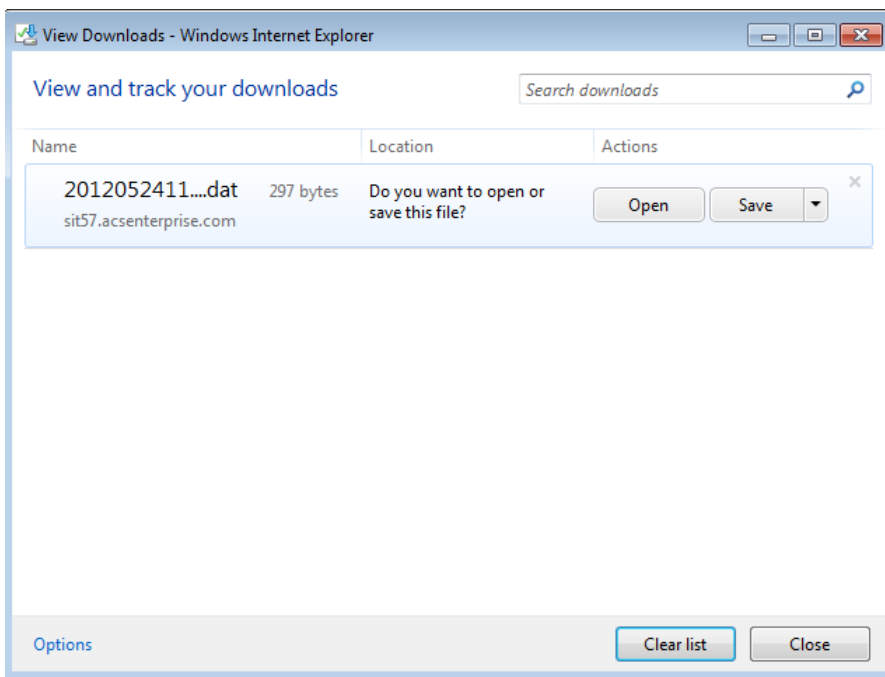 View Downloads - Windows Internet Explorer
View and track your downloads
Search downloads
Name Location Actions
2012052411....dat 297 bytes Do you want to open or save this file? Open Save
sit57.acsenterprise.com
Options Clear list Close